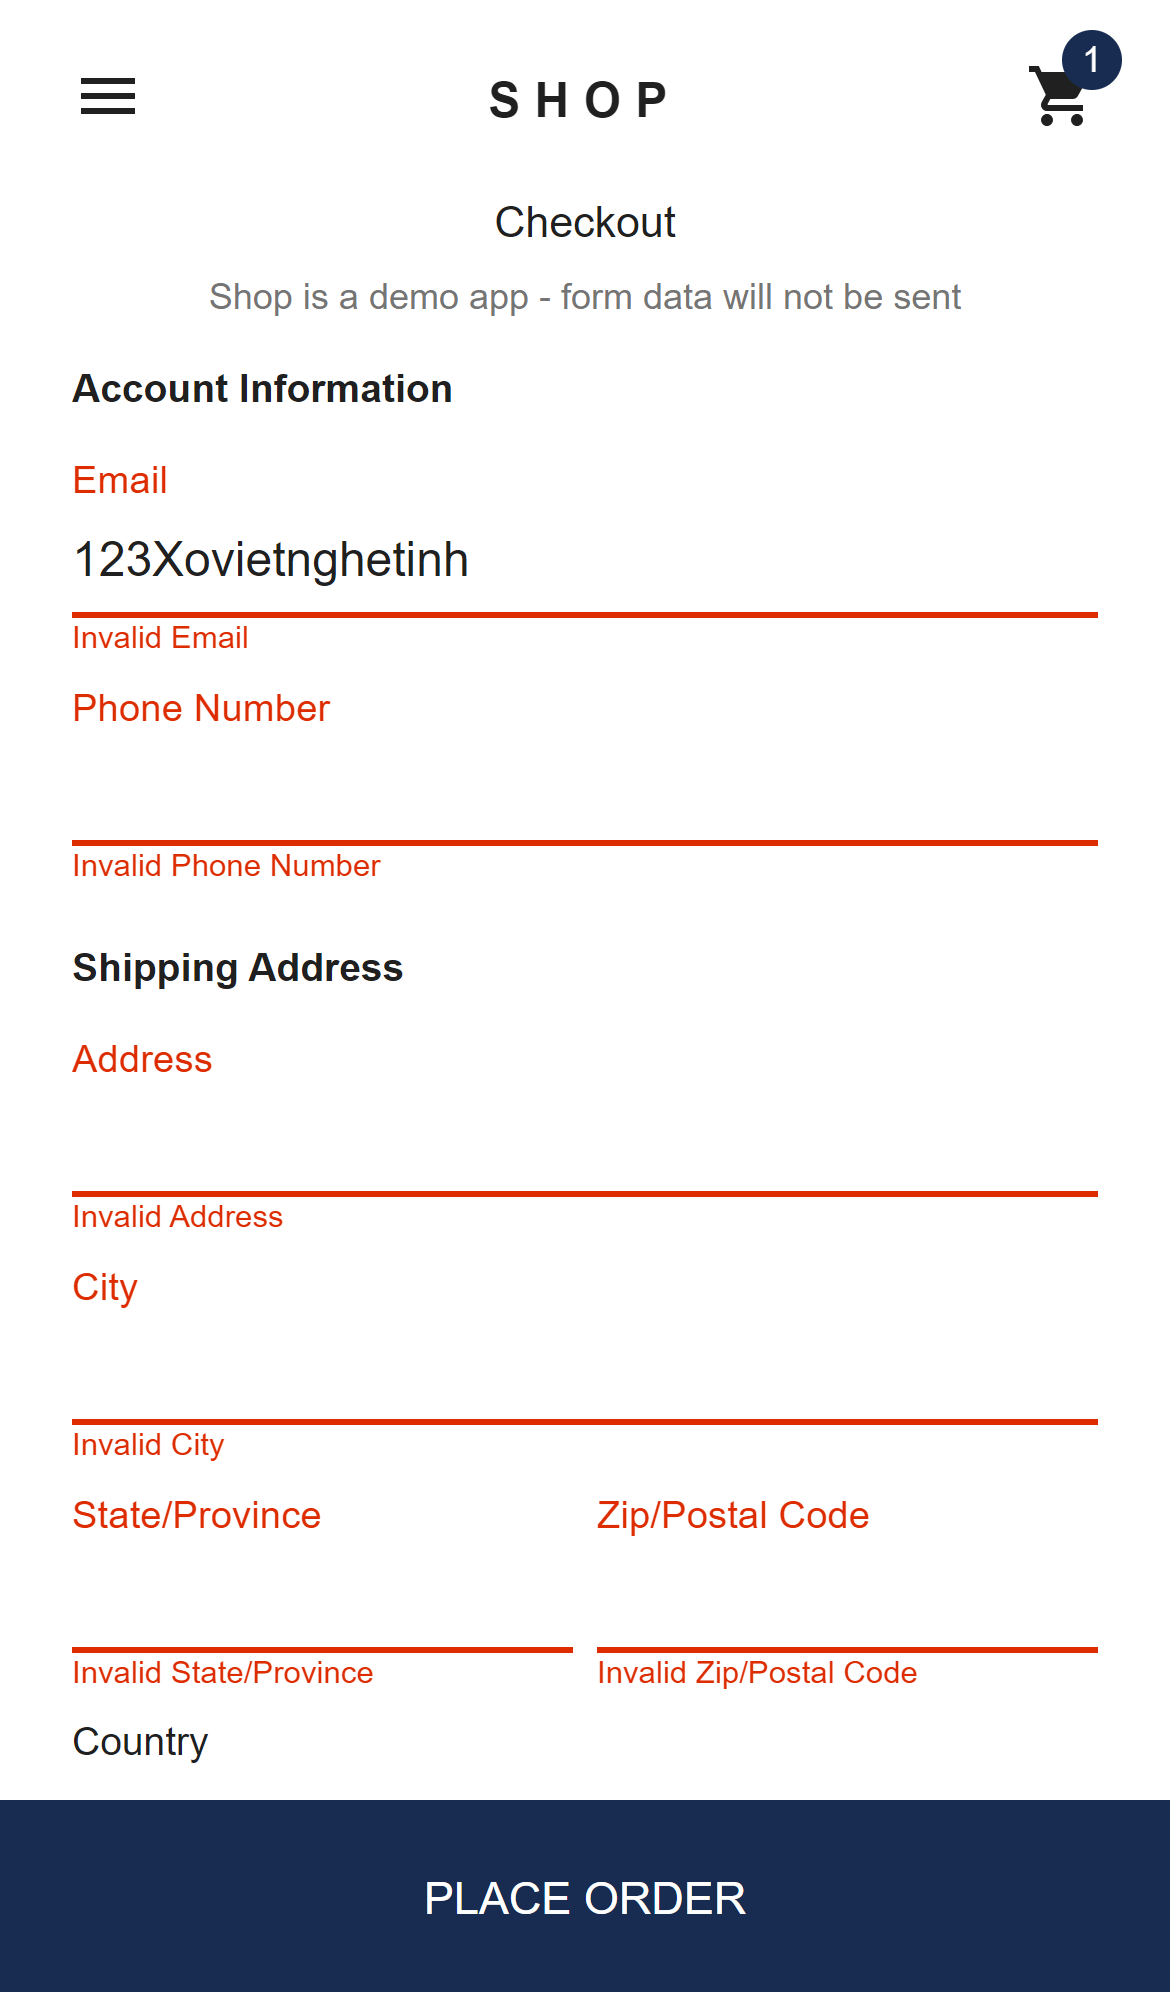 SHOP
1
Checkout
Shop is a demo app - form data will not be sent
Account Information
Email
123Xovietnghetinh
Invalid Email
Phone Number
Invalid Phone Number
Shipping Address
Address
Invalid Address
City
Invalid City
State/Province
Zip/Postal Code
Invalid State/Province
Invalid Zip/Postal Code
Country
PLACE ORDER